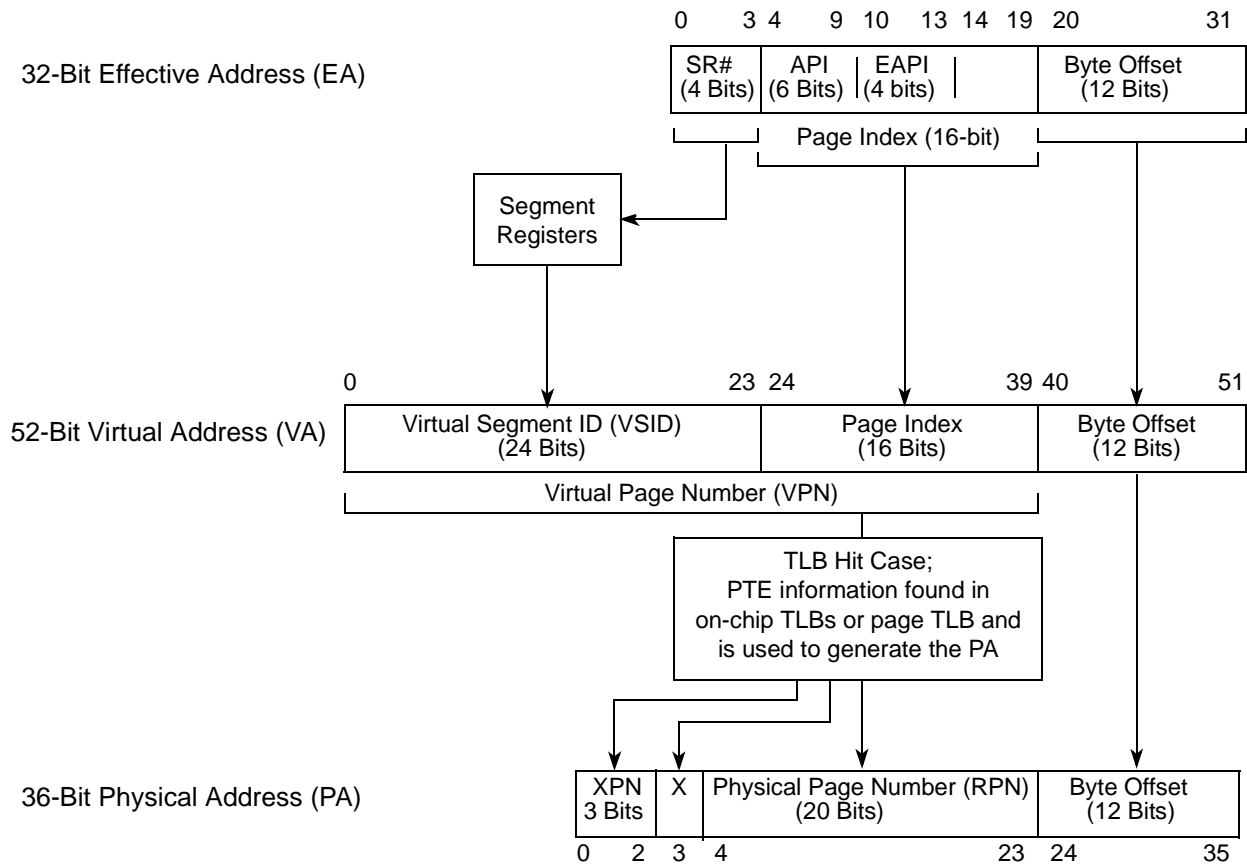 0 3 4 9 10 13 14 19 20 31
32-Bit Effective Address (EA)
SR#
(4 Bits)
API
(6 Bits)
EAPI
(4 bits)
Byte Offset
(12 Bits)
Page Index (16-bit)
Segment
Registers
0 23 24 39 40 51
52-Bit Virtual Address (VA)
Virtual Segment ID (VSID)
(24 Bits)
Page Index
(16 Bits)
Byte Offset
(12 Bits)
Virtual Page Number (VPN)
TLB Hit Case;
PTE information found in
on-chip TLBs or page TLB and
is used to generate the PA
36-Bit Physical Address (PA)
XPN
3 Bits
X
Physical Page Number (RPN)
(20 Bits)
Byte Offset
(12 Bits)
0 2 3 4 23 24 35